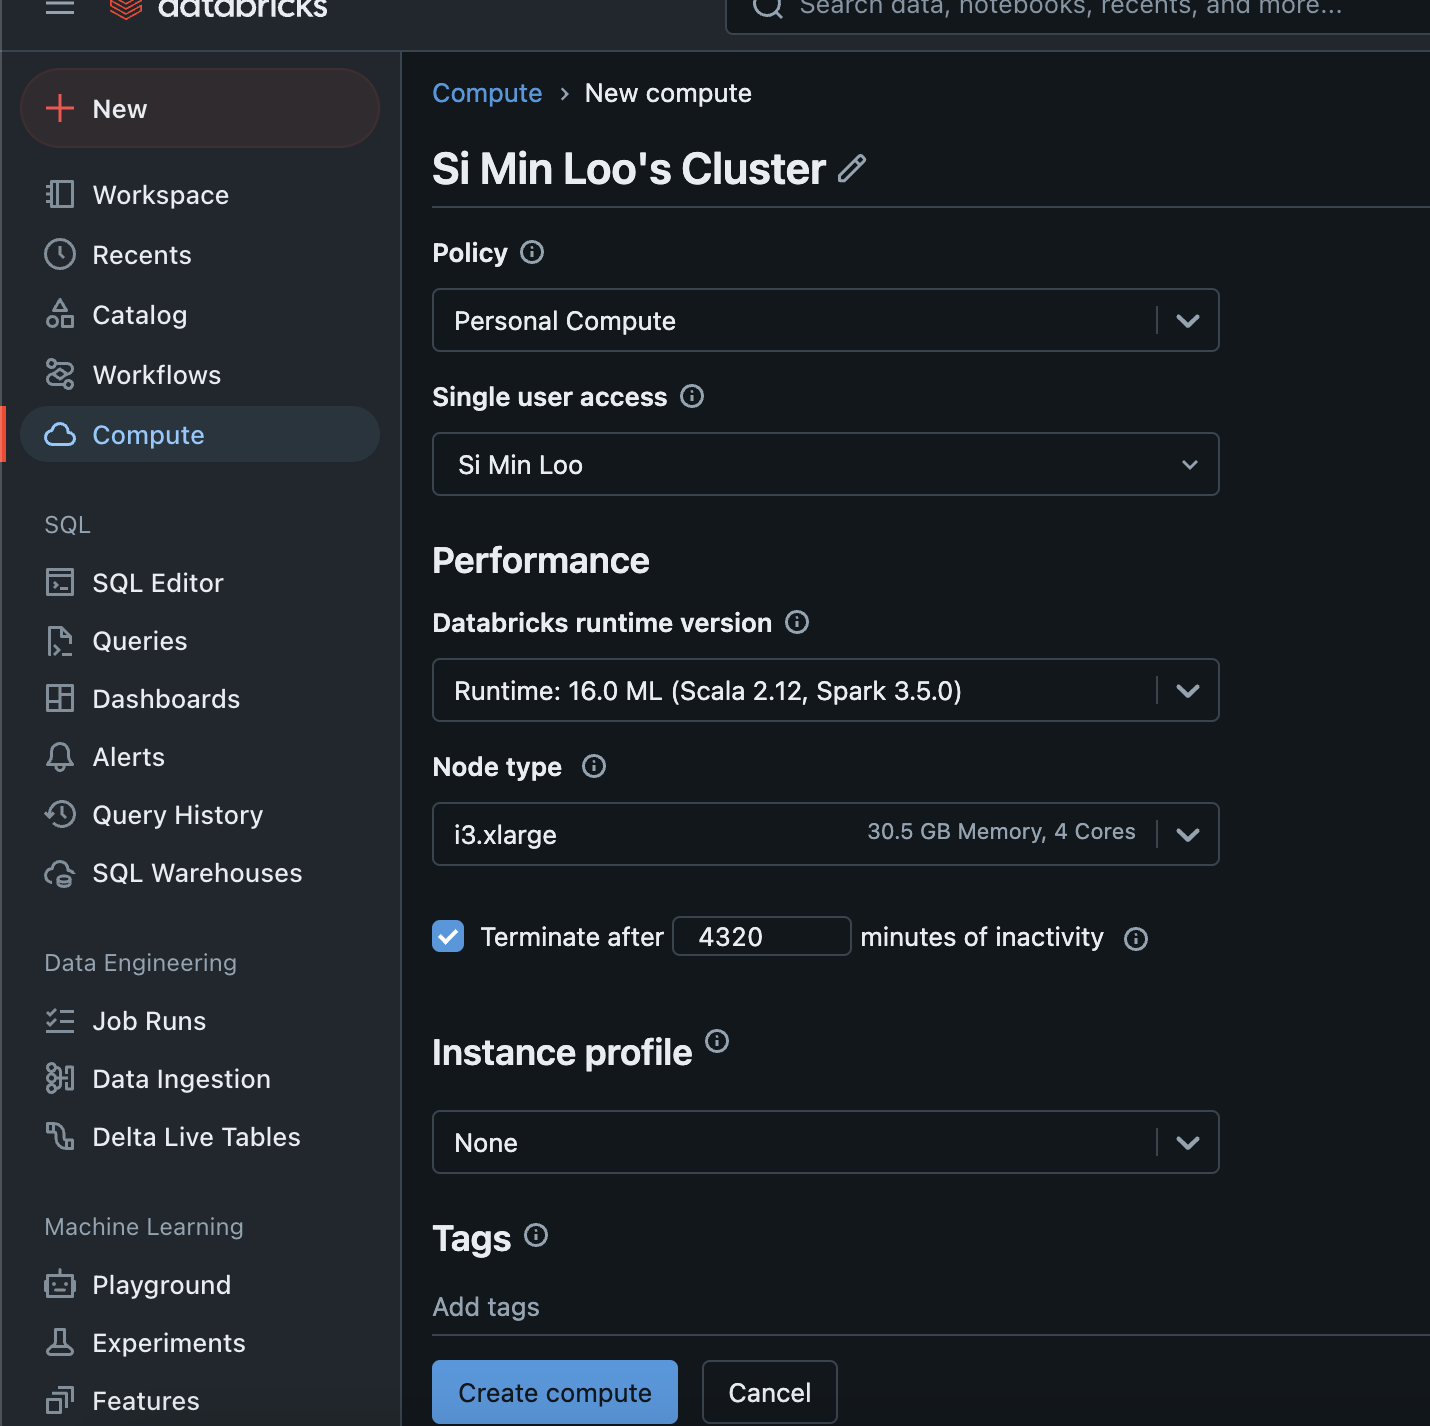 databricks
Search data, notebooks, recents, and more...
New
Workspace
Recents
Catalog
Workflows
Compute
SQL
SQL Editor
Queries
Dashboards
Alerts
Query History
SQL Warehouses
Data Engineering
Job Runs
Data Ingestion
Delta Live Tables
Machine Learning
Playground
Experiments
Features
Compute › New compute
Si Min Loo's Cluster
Policy
Personal Compute
Single user access
Si Min Loo
Performance
Databricks runtime version
Runtime: 16.0 ML (Scala 2.12, Spark 3.5.0)
Node type
i3.xlarge 30.5 GB Memory, 4 Cores
Terminate after 4320 minutes of inactivity
Instance profile
None
Tags
Add tags
Create compute Cancel